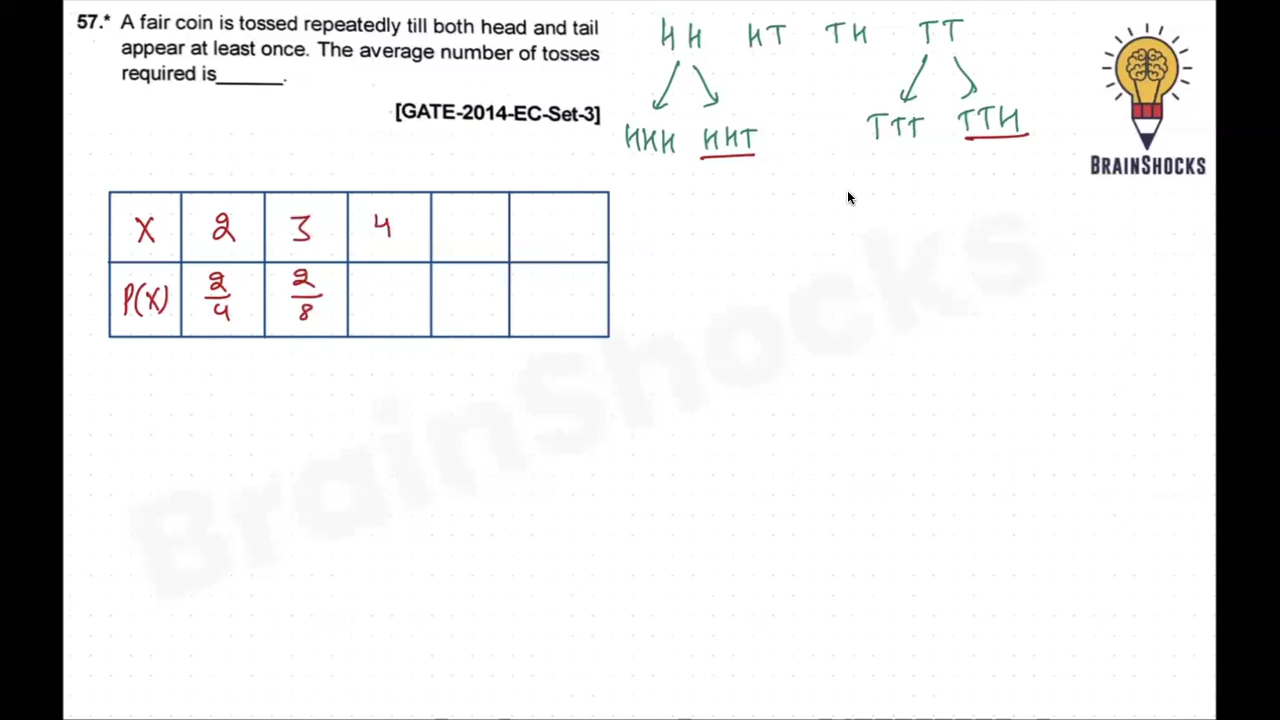 57.* A fair coin is tossed repeatedly till both head and tail
appear at least once. The average number of tosses
required is______.
[GATE-2014-EC-Set-3]
HH HT TH TT
HHH HHT TTT TTH
BRAINSHOCKS
X 2 3 4
P(X) 2/4 2/8
BrainShocks